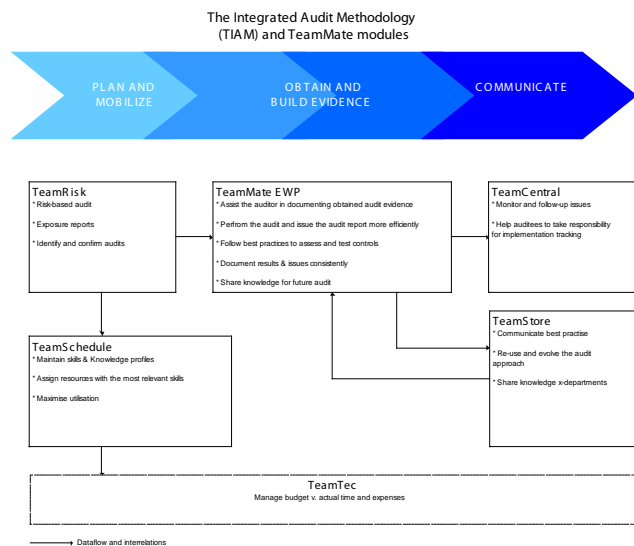 The Integrated Audit Methodology
(TIAM) and TeamMate modules
PLAN AND
MOBILIZE
OBTAIN AND
BUILD EVIDENCE
COMMUNICATE
TeamRisk
* Risk-based audit
* Exposure reports
* Identify and confirm audits
TeamMate EWP
* Assist the auditor in documenting obtained audit evidence
* Perfrom the audit and issue the audit report more efficiently
* Follow best practices to assess and test controls
* Document results & issues consistently
* Share knowledge for future audit
TeamCentral
* Monitor and follow-up issues
* Help auditees to take responsibility
for implementation tracking
TeamSchedule
* Maintain skills & Knowledge profiles
* Assign resources with the most relevant skills
* Maximise utilisation
TeamStore
* Communicate best practise
* Re-use and evolve the audit
approach
* Share knowledge x-departments
TeamTec
Manage budget v. actual time and expenses
Dataflow and interrelations